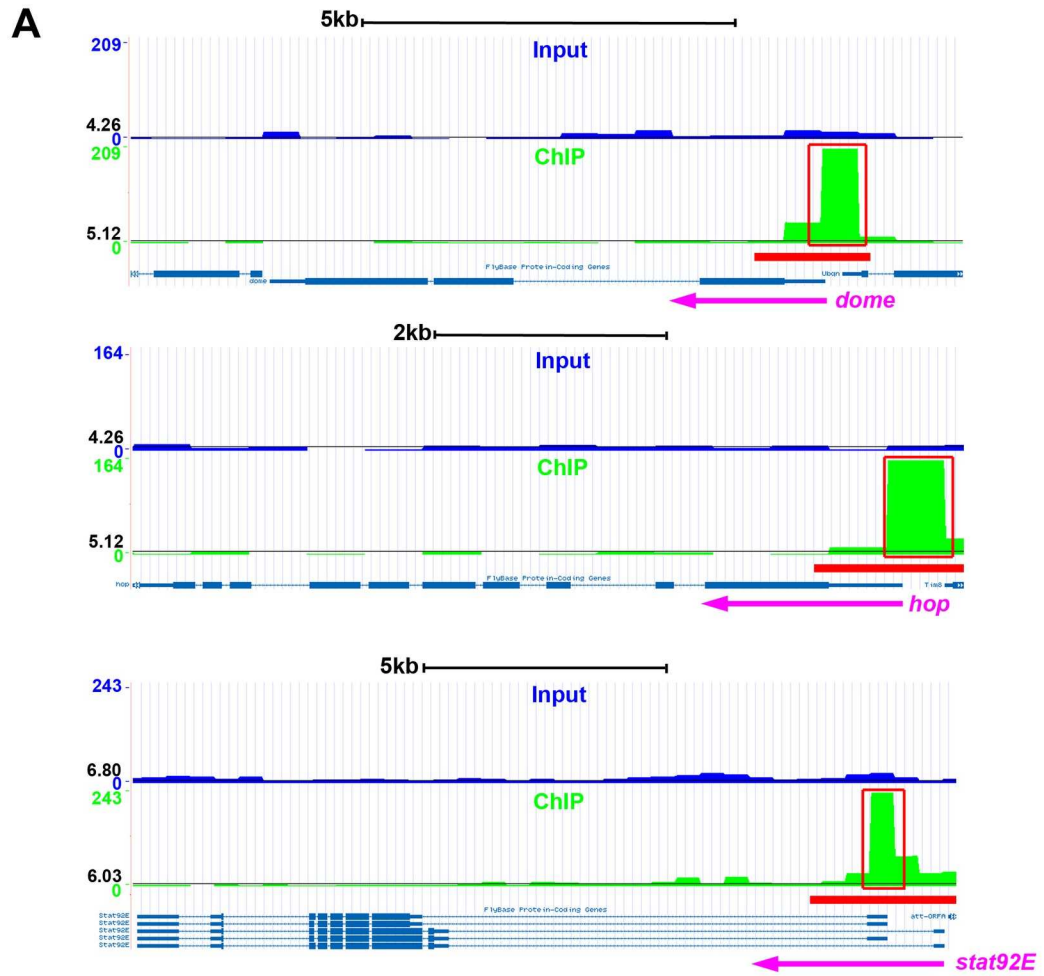 A
5kb
209
Input
4.26
0
209
ChIP
5.12
0
FlyBase Protein-Coding Genes
dome
Ubqn
dome
2kb
164
Input
4.26
0
164
ChIP
5.12
0
FlyBase Protein-Coding Genes
hop
Tim8
hop
5kb
243
Input
6.80
0
243
ChIP
6.03
0
FlyBase Protein-Coding Genes
Stat92E
att-ORFA
Stat92E
Stat92E
Stat92E
Stat92E
stat92E